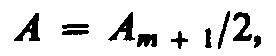 A = A_{m + 1}/2,